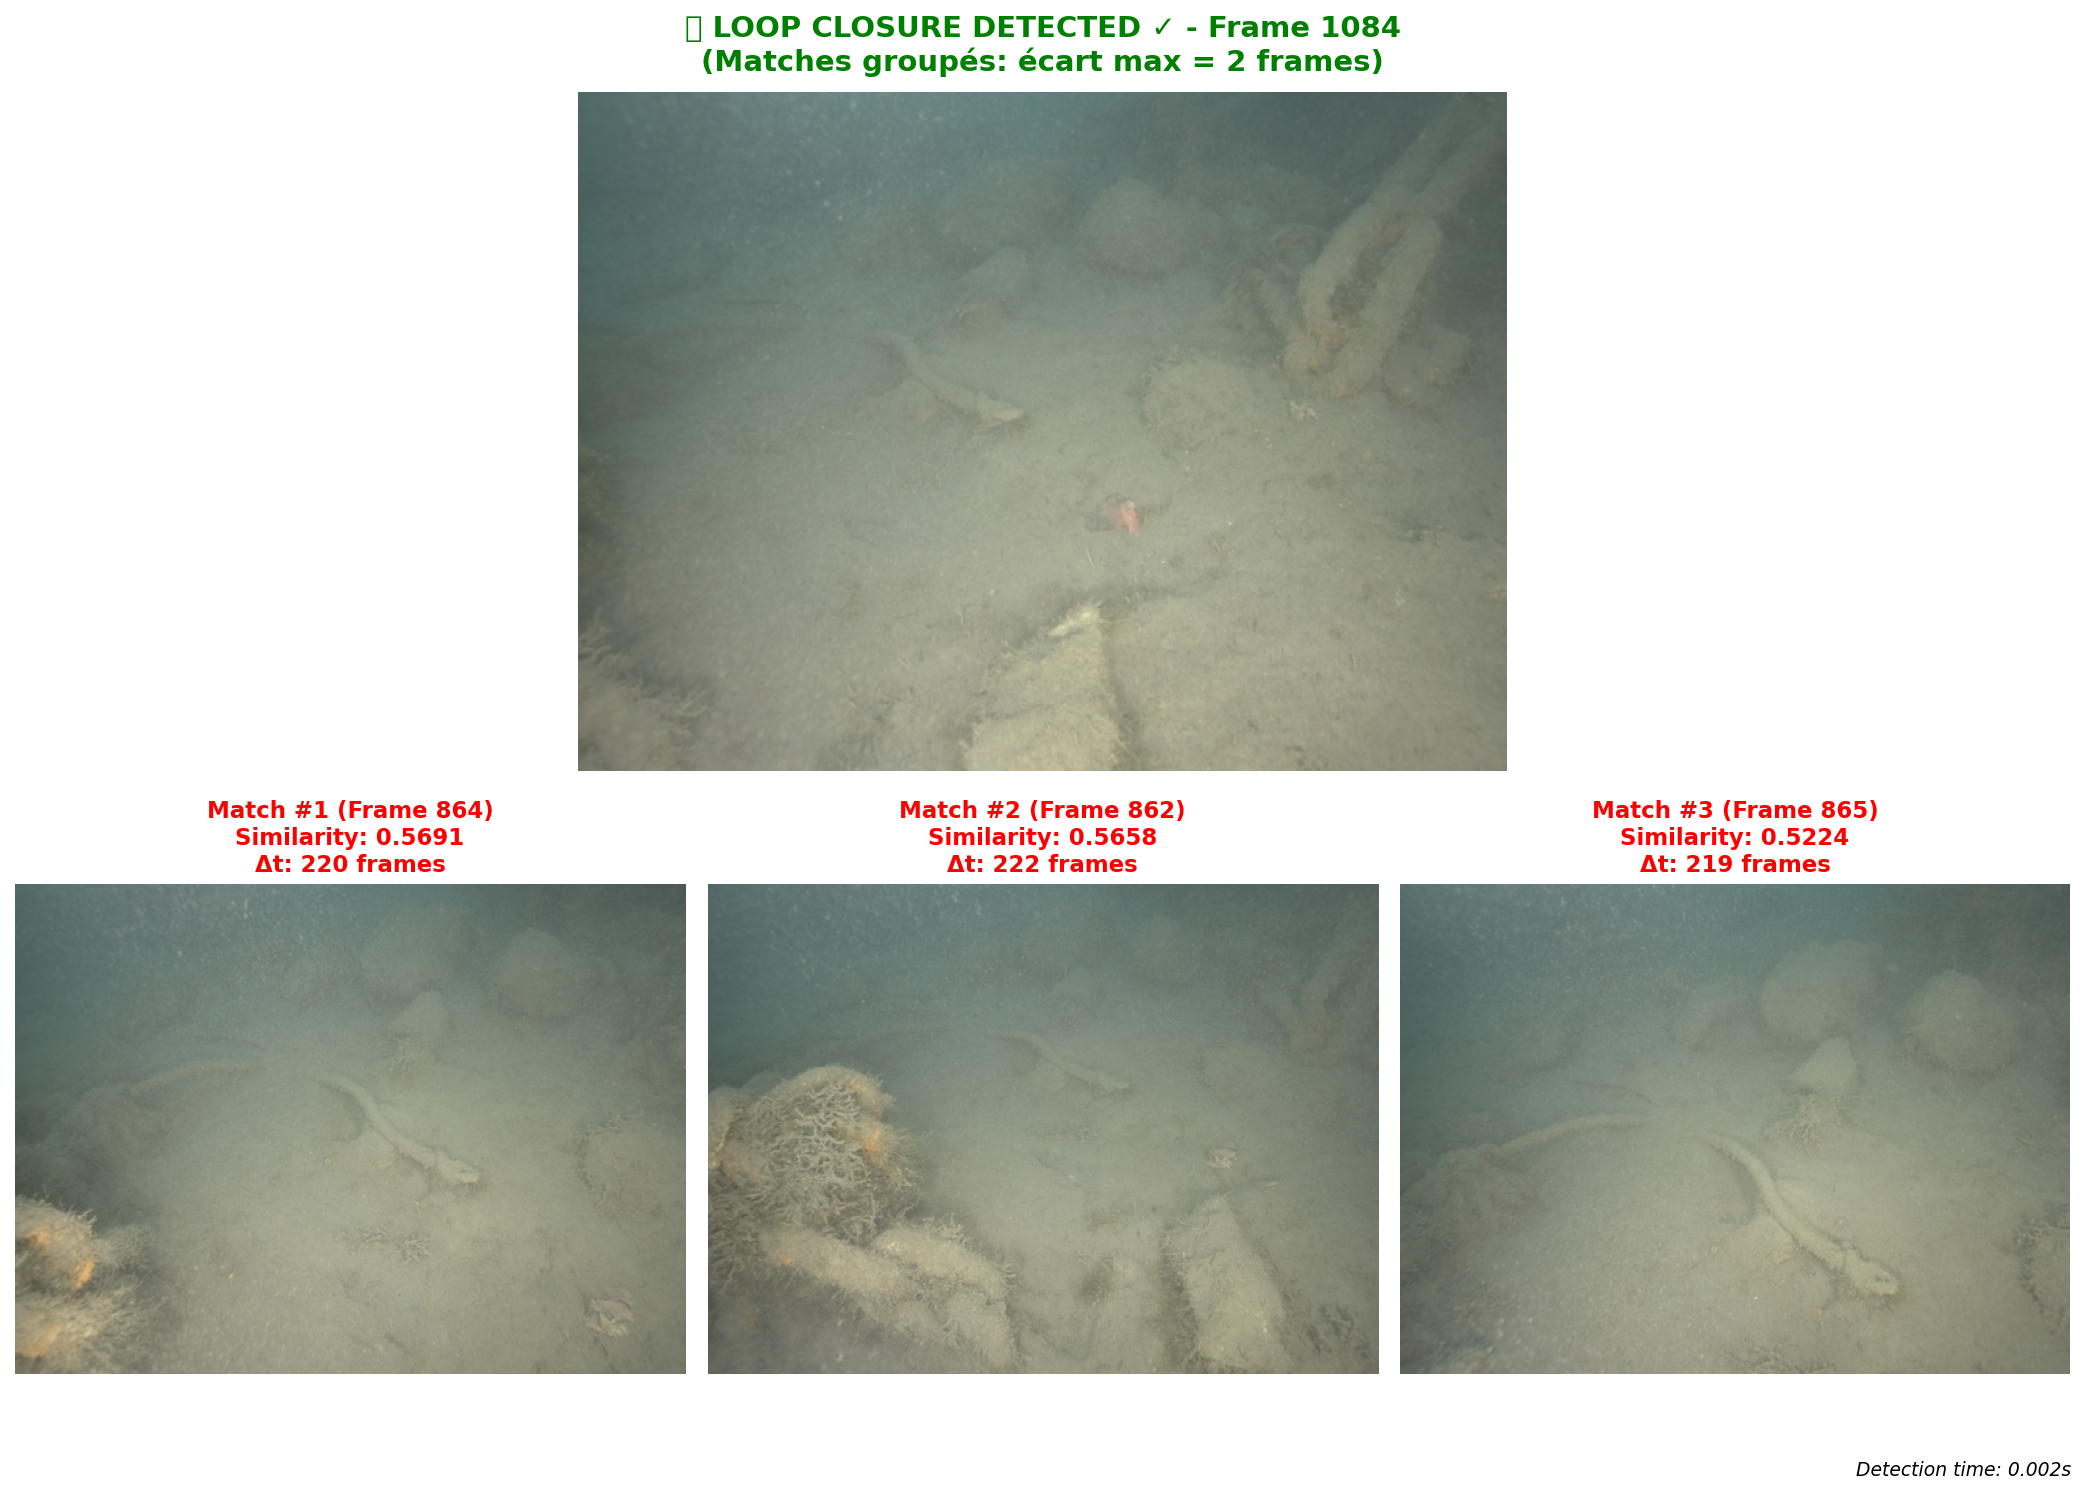 LOOP CLOSURE DETECTED ✓ - Frame 1084
(Matches groupés: écart max = 2 frames)
Match #1 (Frame 864)
Similarity: 0.5691
Δt: 220 frames
Match #2 (Frame 862)
Similarity: 0.5658
Δt: 222 frames
Match #3 (Frame 865)
Similarity: 0.5224
Δt: 219 frames
Detection time: 0.002s